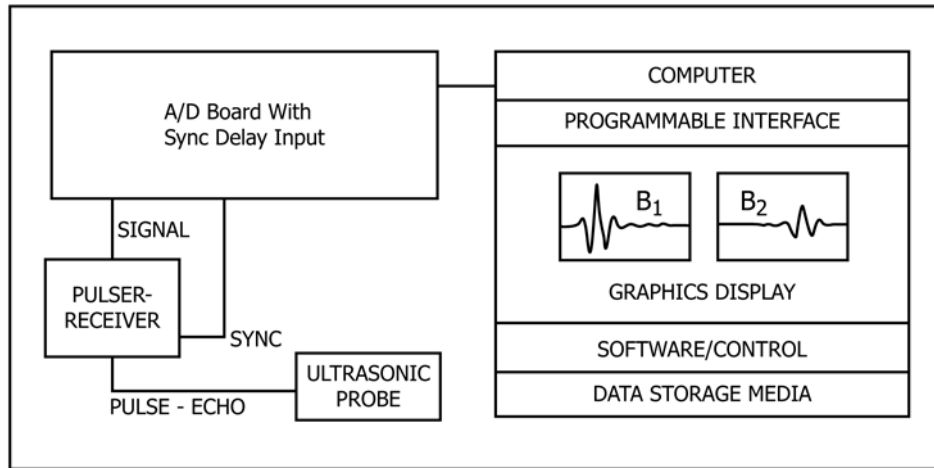 A/D Board With
Sync Delay Input
SIGNAL
PULSER-
RECEIVER
SYNC
PULSE - ECHO
ULTRASONIC
PROBE
COMPUTER
PROGRAMMABLE INTERFACE
B₁
B₂
GRAPHICS DISPLAY
SOFTWARE/CONTROL
DATA STORAGE MEDIA